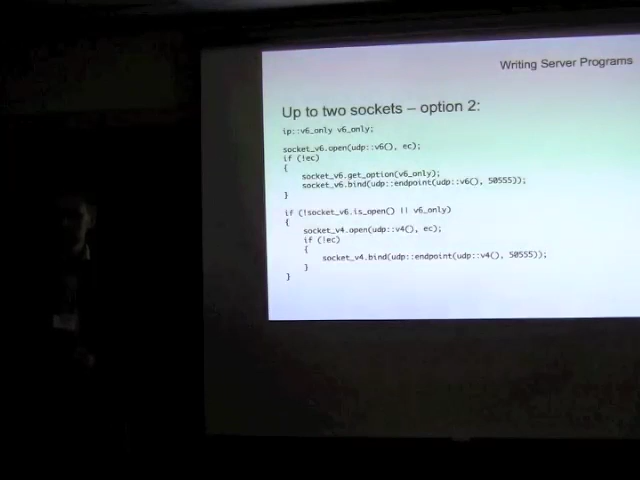 Writing Server Programs
Up to two sockets – option 2:
ip::v6_only v6_only;
socket_v6.open(udp::v6(), ec);
if (!ec)
{
socket_v6.get_option(v6_only);
socket_v6.bind(udp::endpoint(udp::v6(), 50555));
}
if (!socket_v6.is_open() || v6_only)
{
socket_v4.open(udp::v4(), ec);
if (!ec)
{
socket_v4.bind(udp::endpoint(udp::v4(), 50555));
}
}